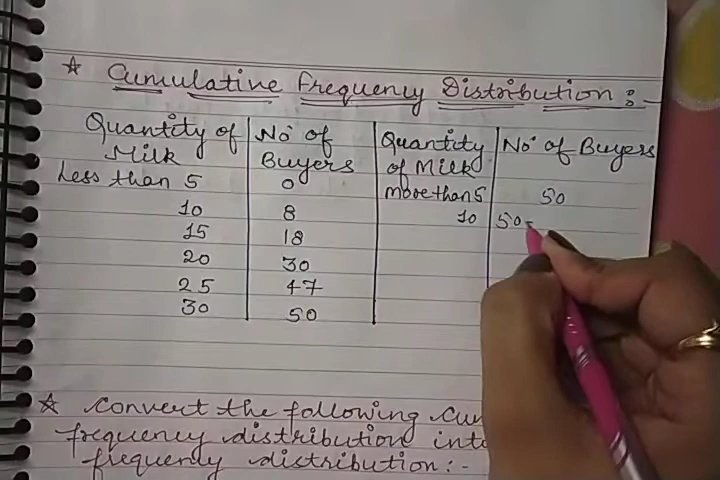 * Cumulative Frequency Distribution :-
Quantity of Milk | No of Buyers | Quantity of Milk | No of Buyers
Less than 5 | 0 | more than 5 | 50
10 | 8 | 10 | 50-
15 | 18
20 | 30
25 | 47
30 | 50
* Convert the following
frequency distribution
frequency distribution :-